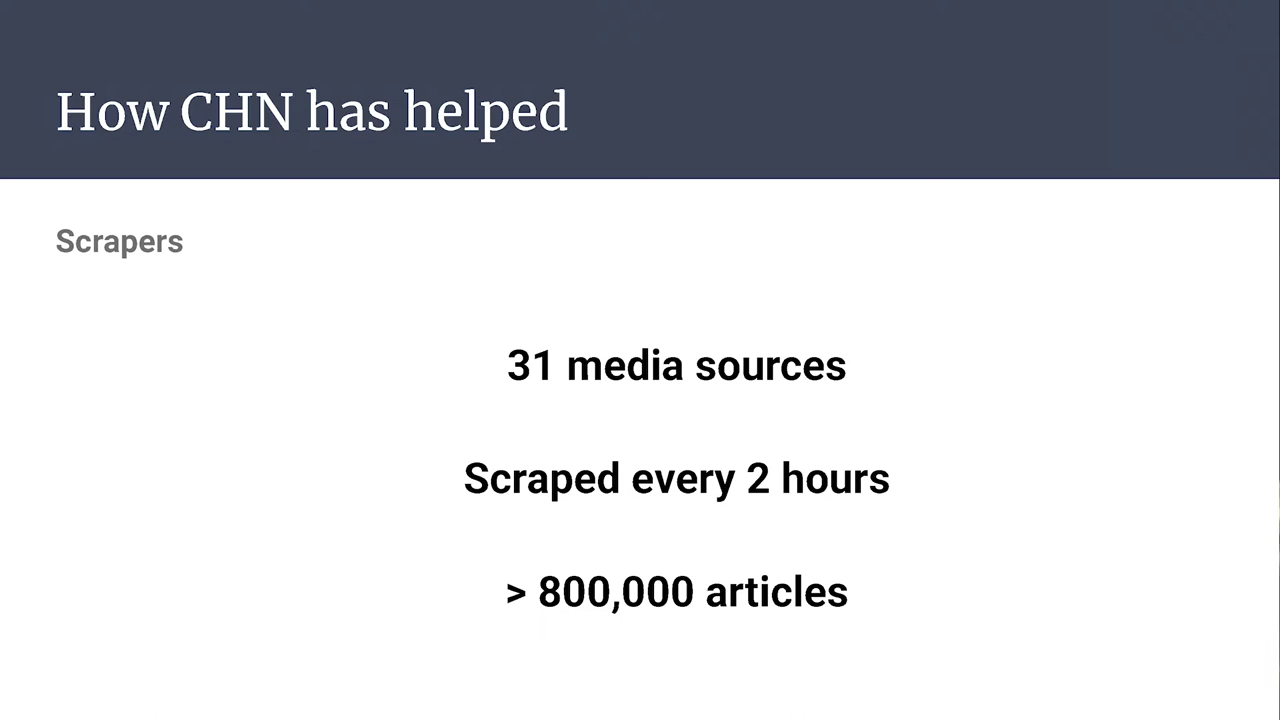 How CHN has helped
Scrapers
31 media sources
Scraped every 2 hours
> 800,000 articles